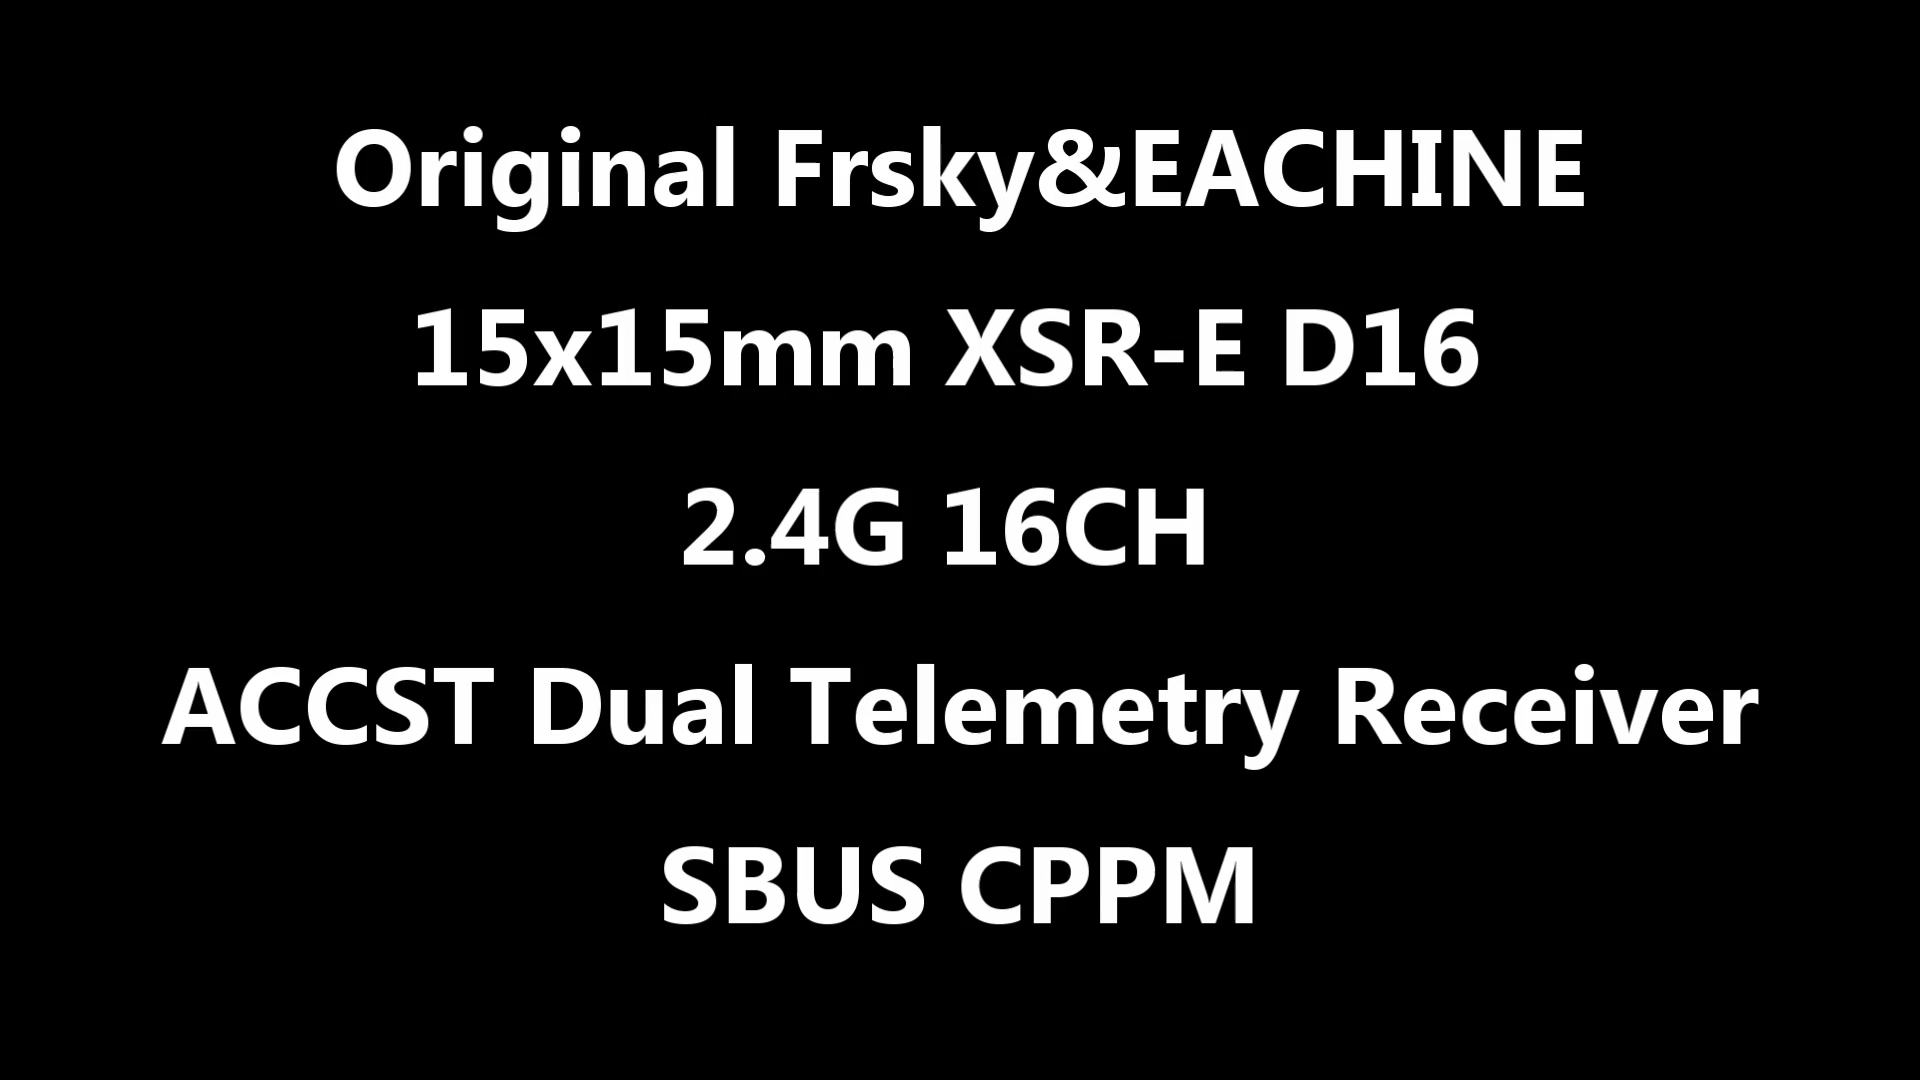 Original Frsky&EACHINE
15x15mm XSR-E D16
2.4G 16CH
ACCST Dual Telemetry Receiver
SBUS CPPM